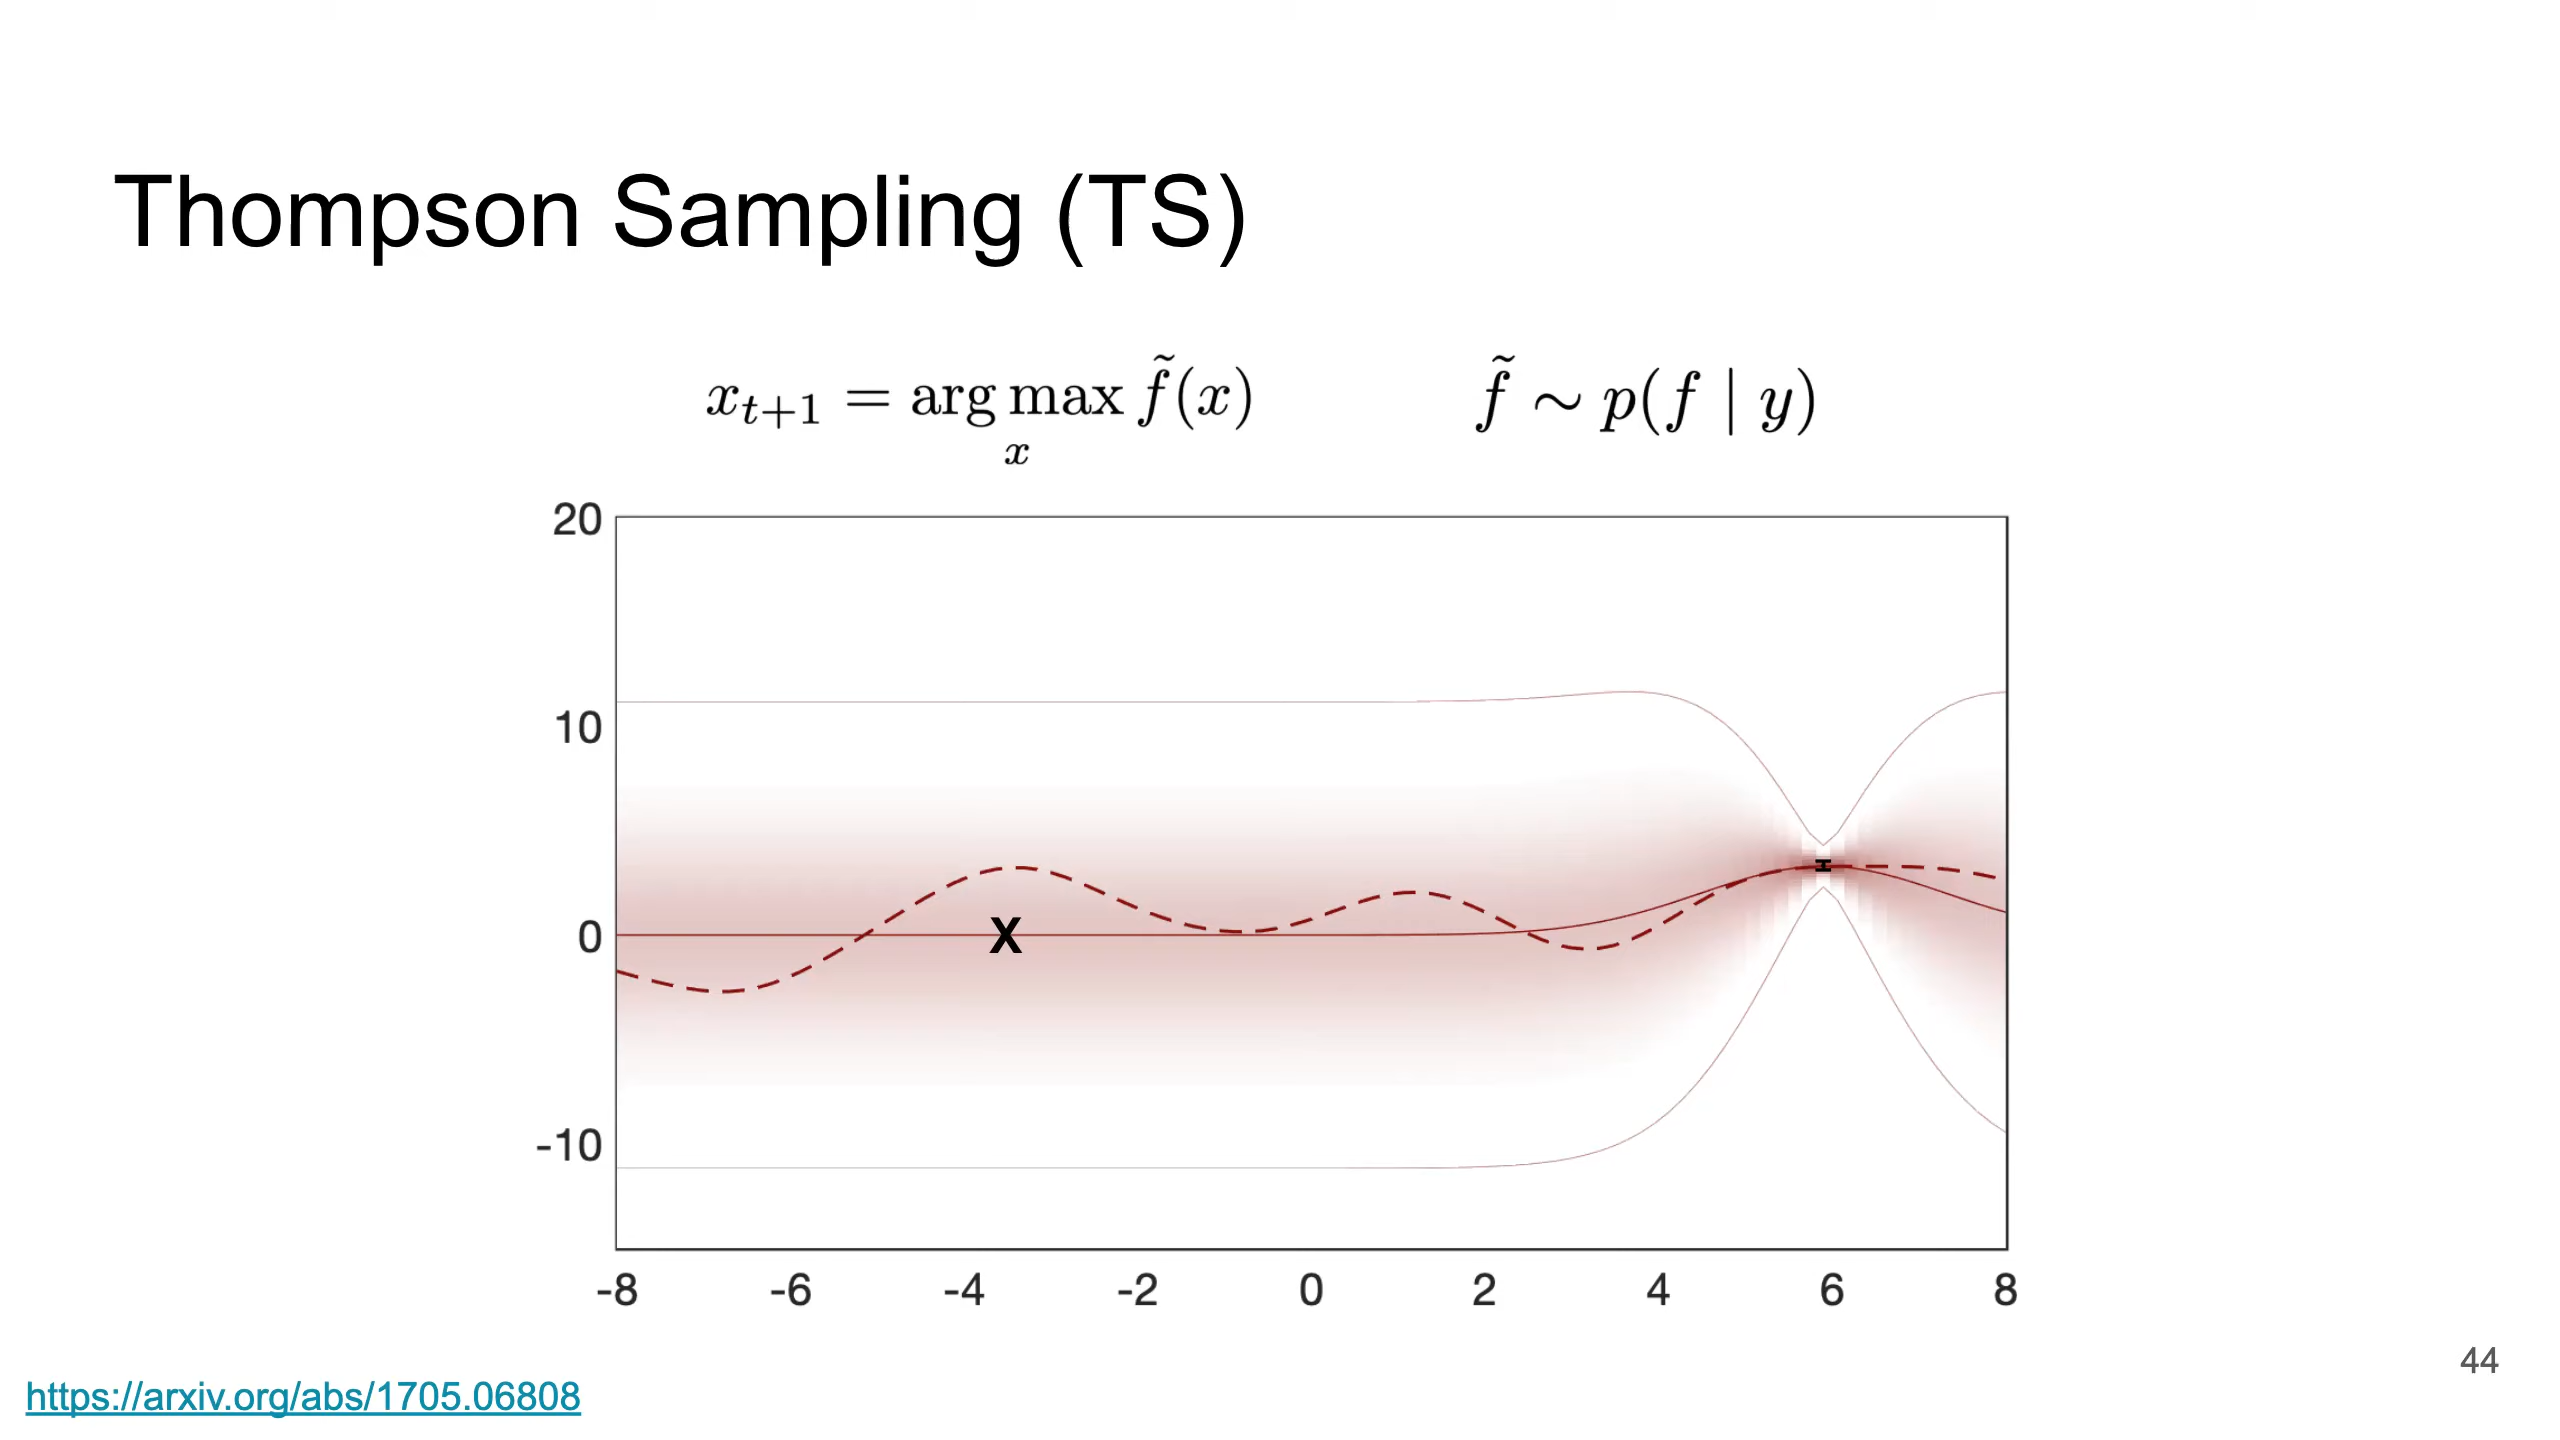 Thompson Sampling (TS)
x_{t+1} = arg max_x f̃(x)    f̃ ∼ p(f | y)
20
10
0
-10
X
-8 -6 -4 -2 0 2 4 6 8
44
https://arxiv.org/abs/1705.06808